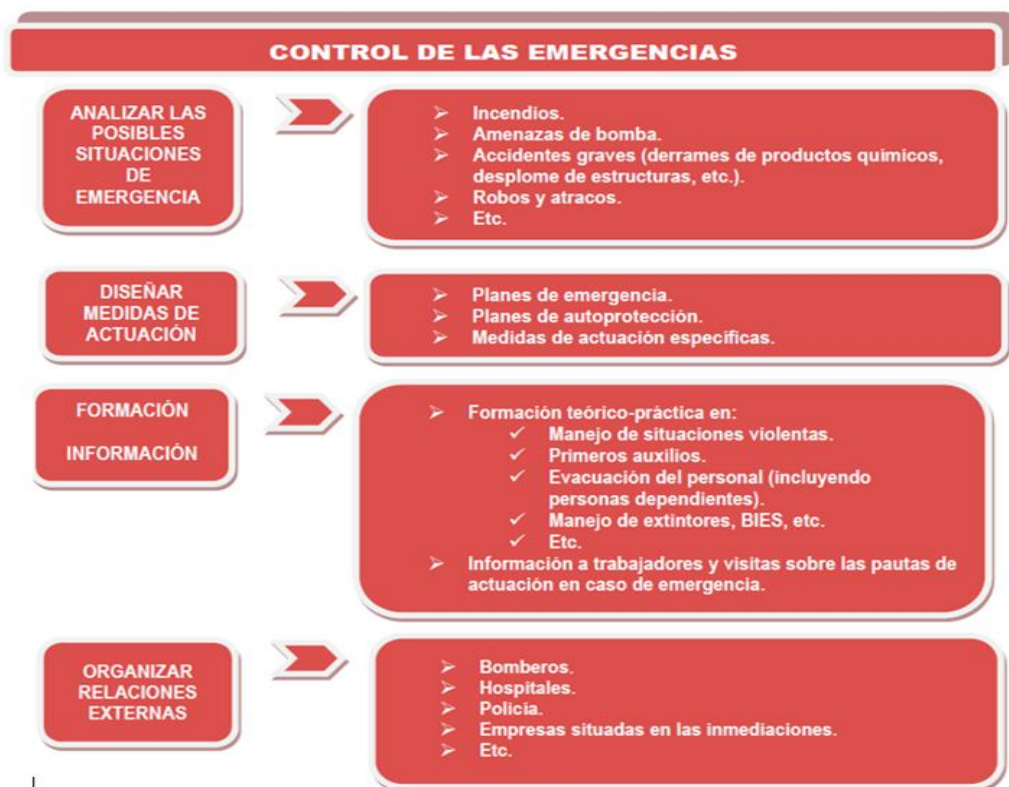 CONTROL DE LAS EMERGENCIAS
ANALIZAR LAS
POSIBLES
SITUACIONES
DE
EMERGENCIA
➢ Incendios.
➢ Amenazas de bomba.
➢ Accidentes graves (derrames de productos químicos,
desplome de estructuras, etc.).
➢ Robos y atracos.
➢ Etc.
DISEÑAR
MEDIDAS DE
ACTUACIÓN
➢ Planes de emergencia.
➢ Planes de autoprotección.
➢ Medidas de actuación específicas.
FORMACIÓN
INFORMACIÓN
➢ Formación teórico-práctica en:
✓ Manejo de situaciones violentas.
✓ Primeros auxilios.
✓ Evacuación del personal (incluyendo
personas dependientes).
✓ Manejo de extintores, BIES, etc.
✓ Etc.
➢ Información a trabajadores y visitas sobre las pautas de
actuación en caso de emergencia.
ORGANIZAR
RELACIONES
EXTERNAS
➢ Bomberos.
➢ Hospitales.
➢ Policía.
➢ Empresas situadas en las inmediaciones.
➢ Etc.